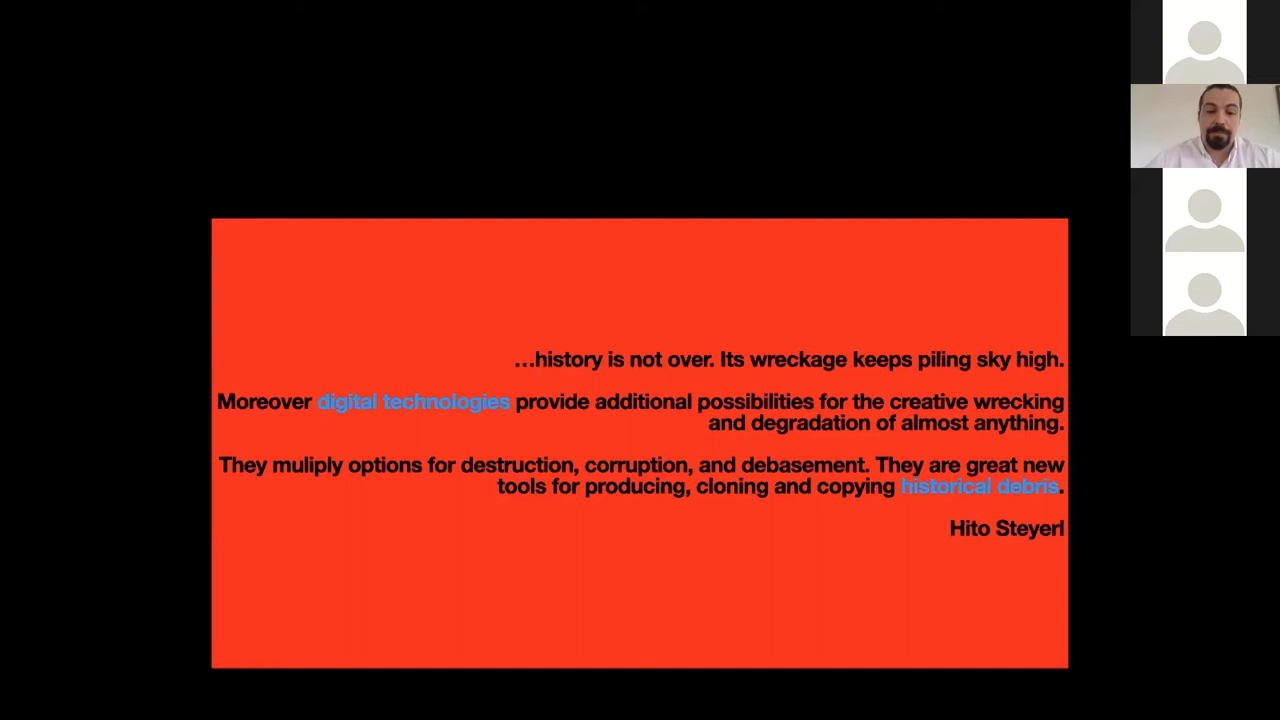 …history is not over. Its wreckage keeps piling sky high.
Moreover digital technologies provide additional possibilities for the creative wrecking
and degradation of almost anything.
They muliply options for destruction, corruption, and debasement. They are great new
tools for producing, cloning and copying historical debris.
Hito Steyerl